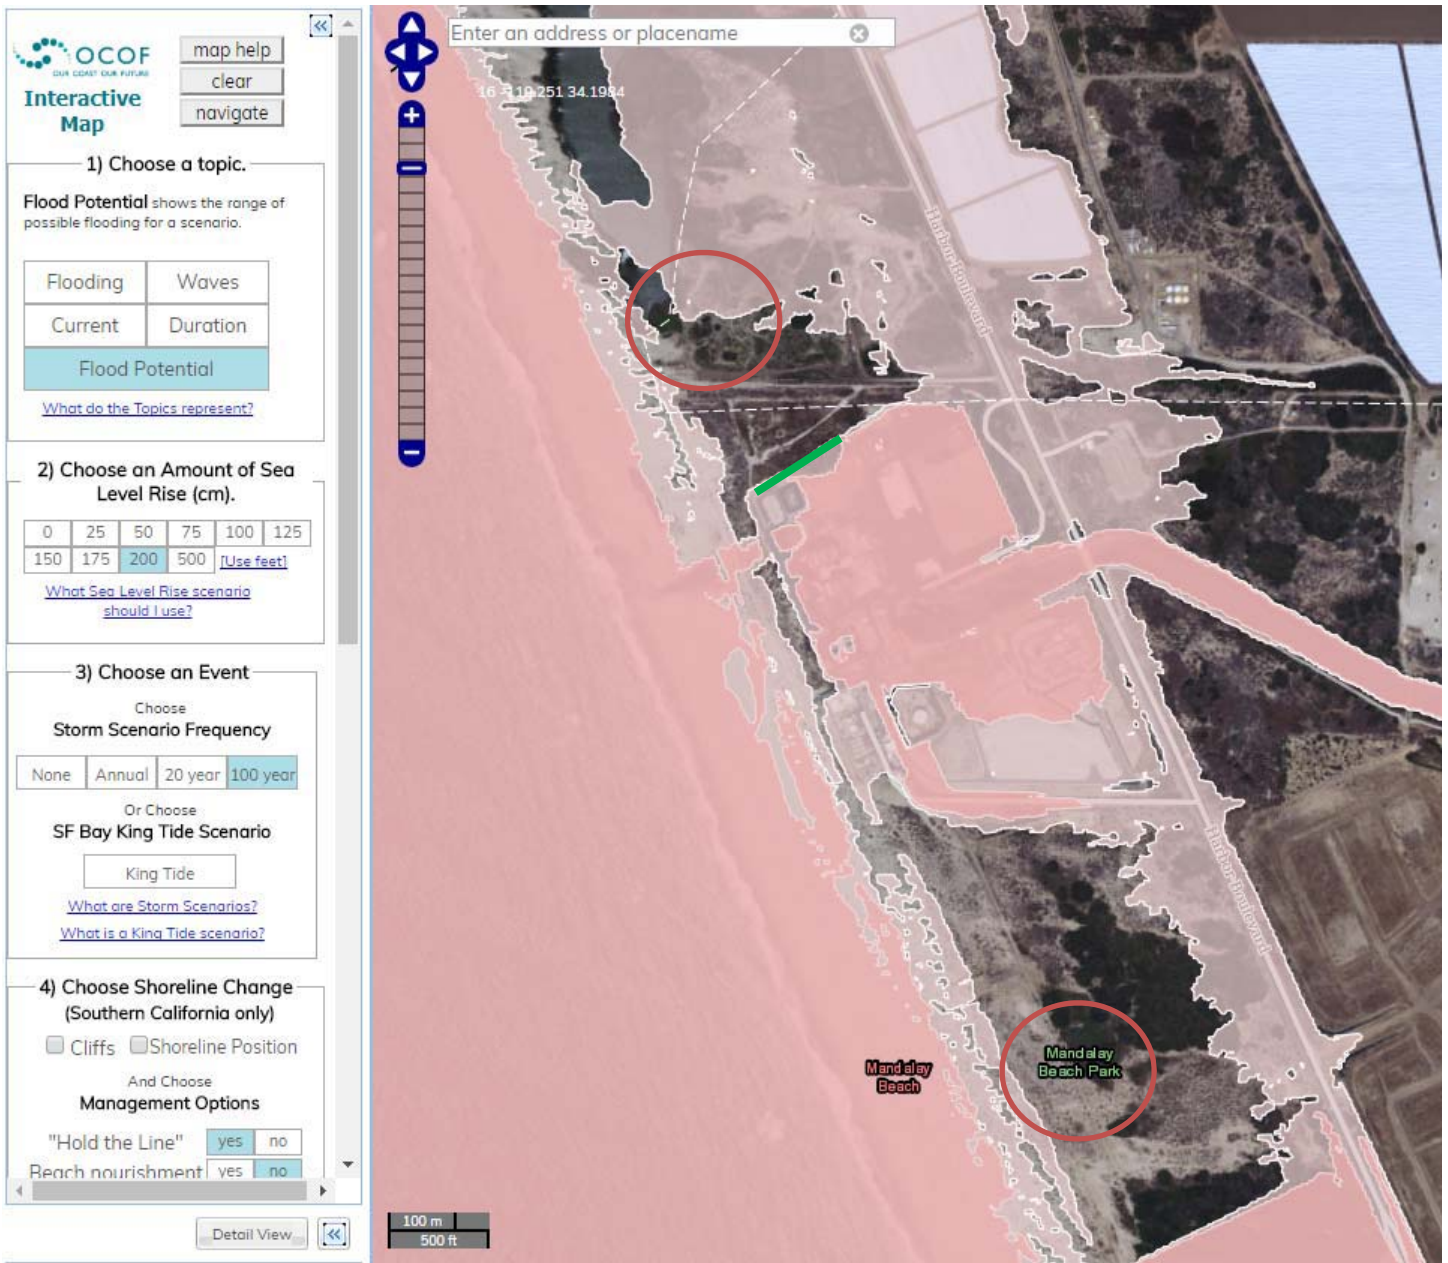 OCOF
OUR COAST OUR FUTURE
Interactive
Map
map help
clear
navigate
1) Choose a topic.
Flood Potential shows the range of
possible flooding for a scenario.
Flooding
Waves
Current
Duration
Flood Potential
What do the Topics represent?
2) Choose an Amount of Sea
Level Rise (cm).
0 25 50 75 100 125
150 175 200 500 [Use feet]
What Sea Level Rise scenario
should I use?
3) Choose an Event
Choose
Storm Scenario Frequency
None Annual 20 year 100 year
Or Choose
SF Bay King Tide Scenario
King Tide
What are Storm Scenarios?
What is a King Tide scenario?
4) Choose Shoreline Change
(Southern California only)
Cliffs Shoreline Position
And Choose
Management Options
"Hold the Line" yes no
Beach nourishment yes no
Detail View
Enter an address or placename
16 -119.251 34.1984
Harbor Boulevard
Harbor Boulevard
Mandalay
Beach
Mandalay
Beach Park
100 m
500 ft